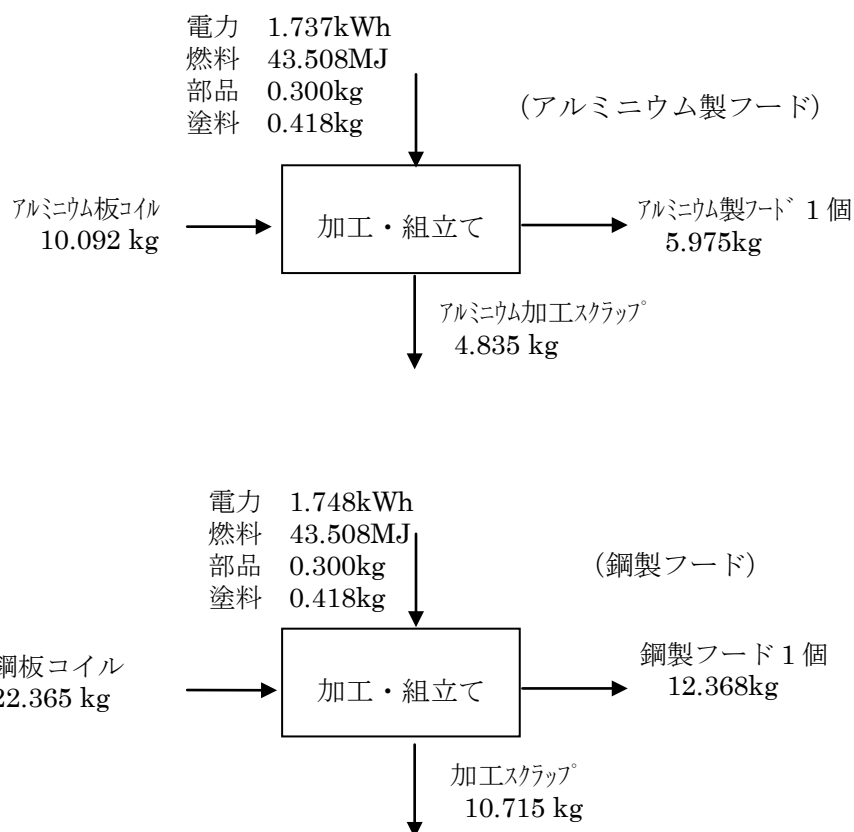 電力 1.737kWh
燃料 43.508MJ
部品 0.300kg
塗料 0.418kg
（アルミニウム製フード）
アルミニウム板コイル
10.092 kg
加工・組立て
アルミニウム製フード 1 個
5.975kg
アルミニウム加工スクラップ
4.835 kg
電力 1.748kWh
燃料 43.508MJ
部品 0.300kg
塗料 0.418kg
（鋼製フード）
鋼板コイル
22.365 kg
加工・組立て
鋼製フード 1 個
12.368kg
加工スクラップ
10.715 kg